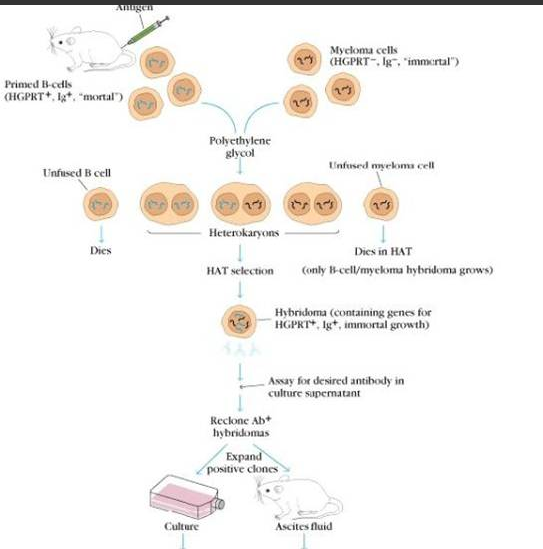 Antigen
Myeloma cells
(HGPRT⁻, Ig⁻, "immortal")
Primed B-cells
(HGPRT⁺, Ig⁺, "mortal")
Polyethylene
glycol
Unfused B cell
Unfused myeloma cell
Heterokaryons
Dies
Dies in HAT
HAT selection
(only B-cell/myeloma hybridoma grows)
Hybridoma (containing genes for
HGPRT⁺, Ig⁺, immortal growth)
Assay for desired antibody in
culture supernatant
Reclone Ab⁺
hybridomas
Expand
positive clones
Culture
Ascites fluid